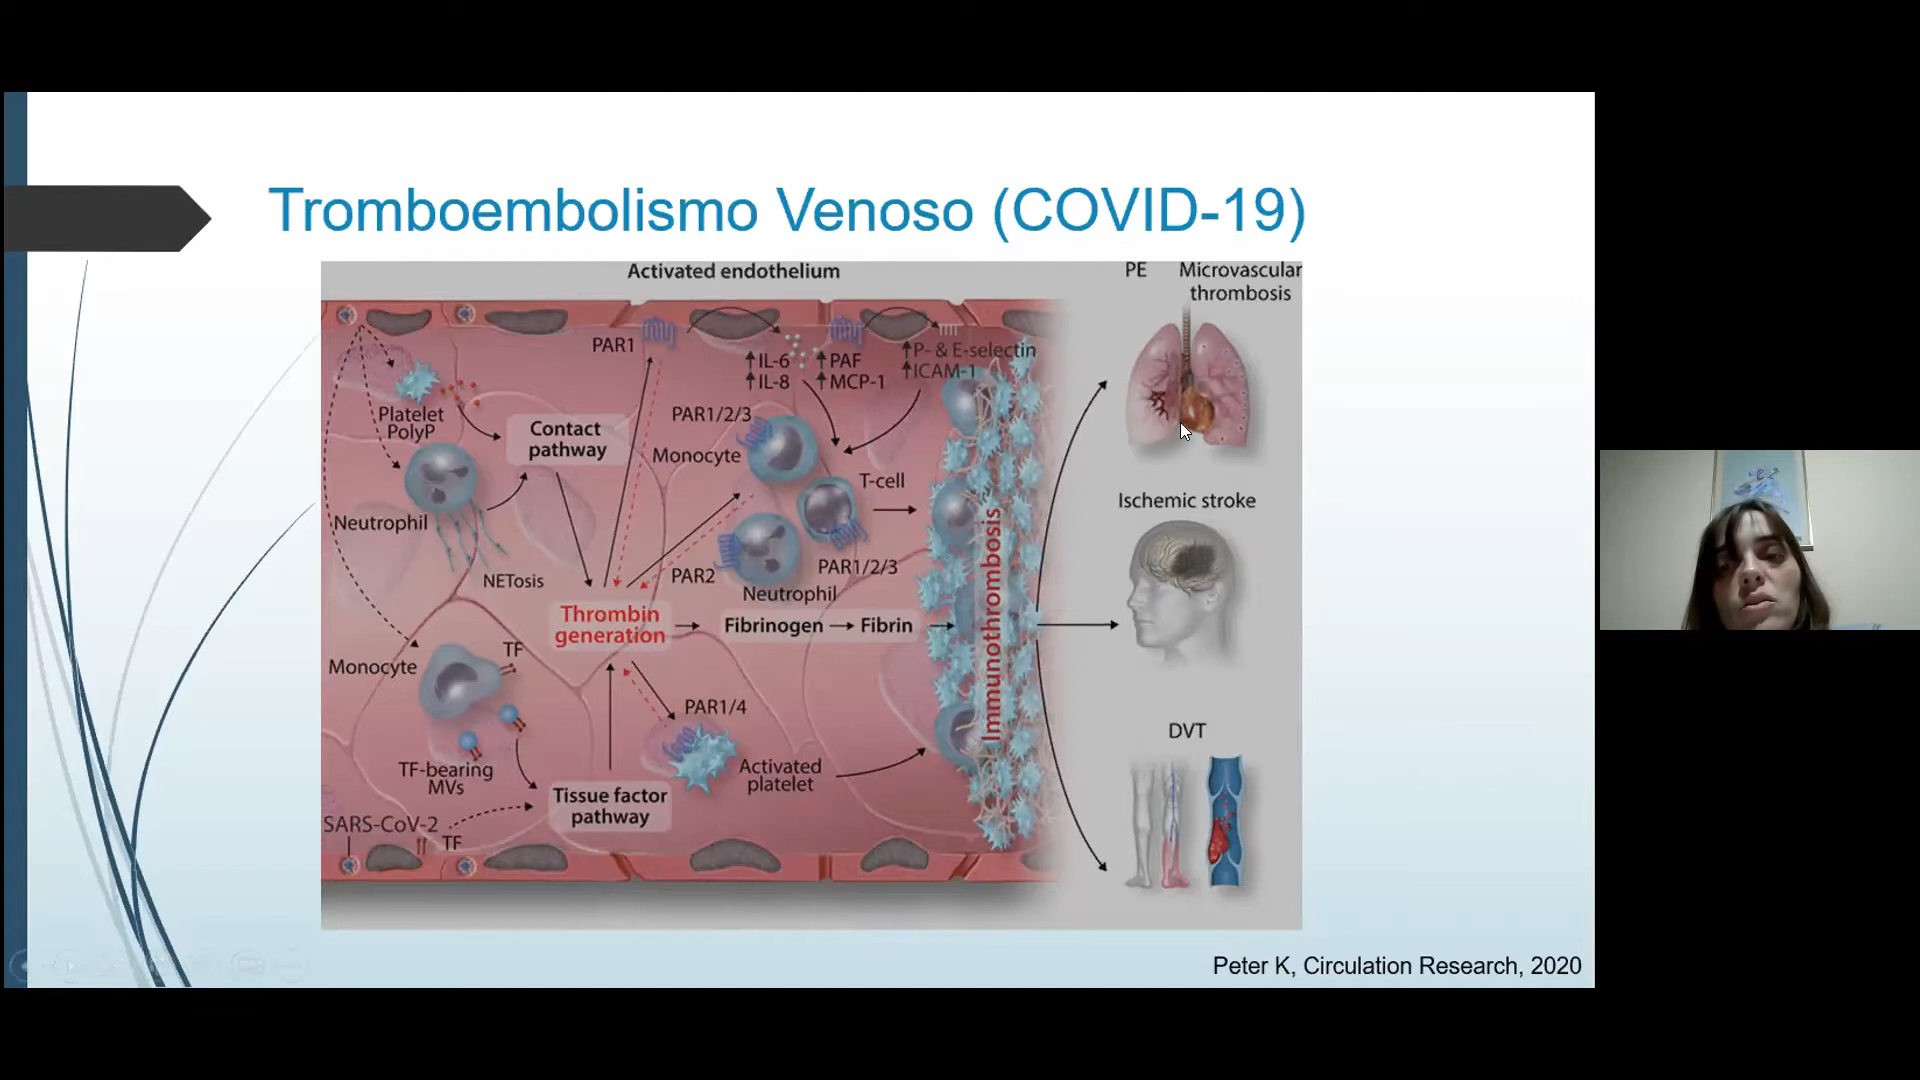 Tromboembolismo Venoso (COVID-19)
Activated endothelium
PE
Microvascular
thrombosis
PAR1
↑IL-6
↑IL-8
↑PAF
↑MCP-1
↑P- & E-selectin
↑ICAM-1
Platelet
PolyP
Contact
pathway
PAR1/2/3
Monocyte
T-cell
Neutrophil
NETosis
PAR2
PAR1/2/3
Neutrophil
Ischemic stroke
Thrombin
generation
Fibrinogen → Fibrin
Immunothrombosis
Monocyte
TF
PAR1/4
DVT
TF-bearing
MVs
Activated
platelet
Tissue factor
pathway
SARS-CoV-2
TF
Peter K, Circulation Research, 2020